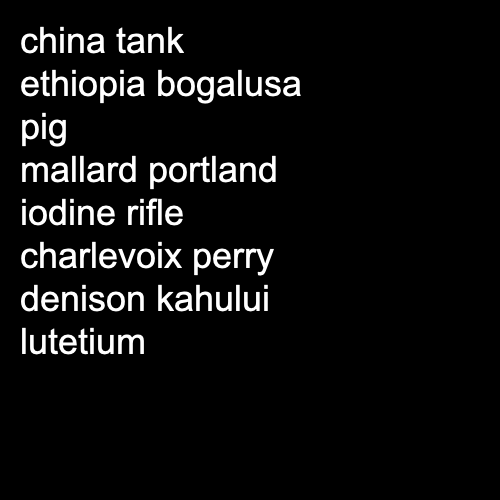 china tank
ethiopia bogalusa
pig
mallard portland
iodine rifle
charlevoix perry
denison kahului
lutetium